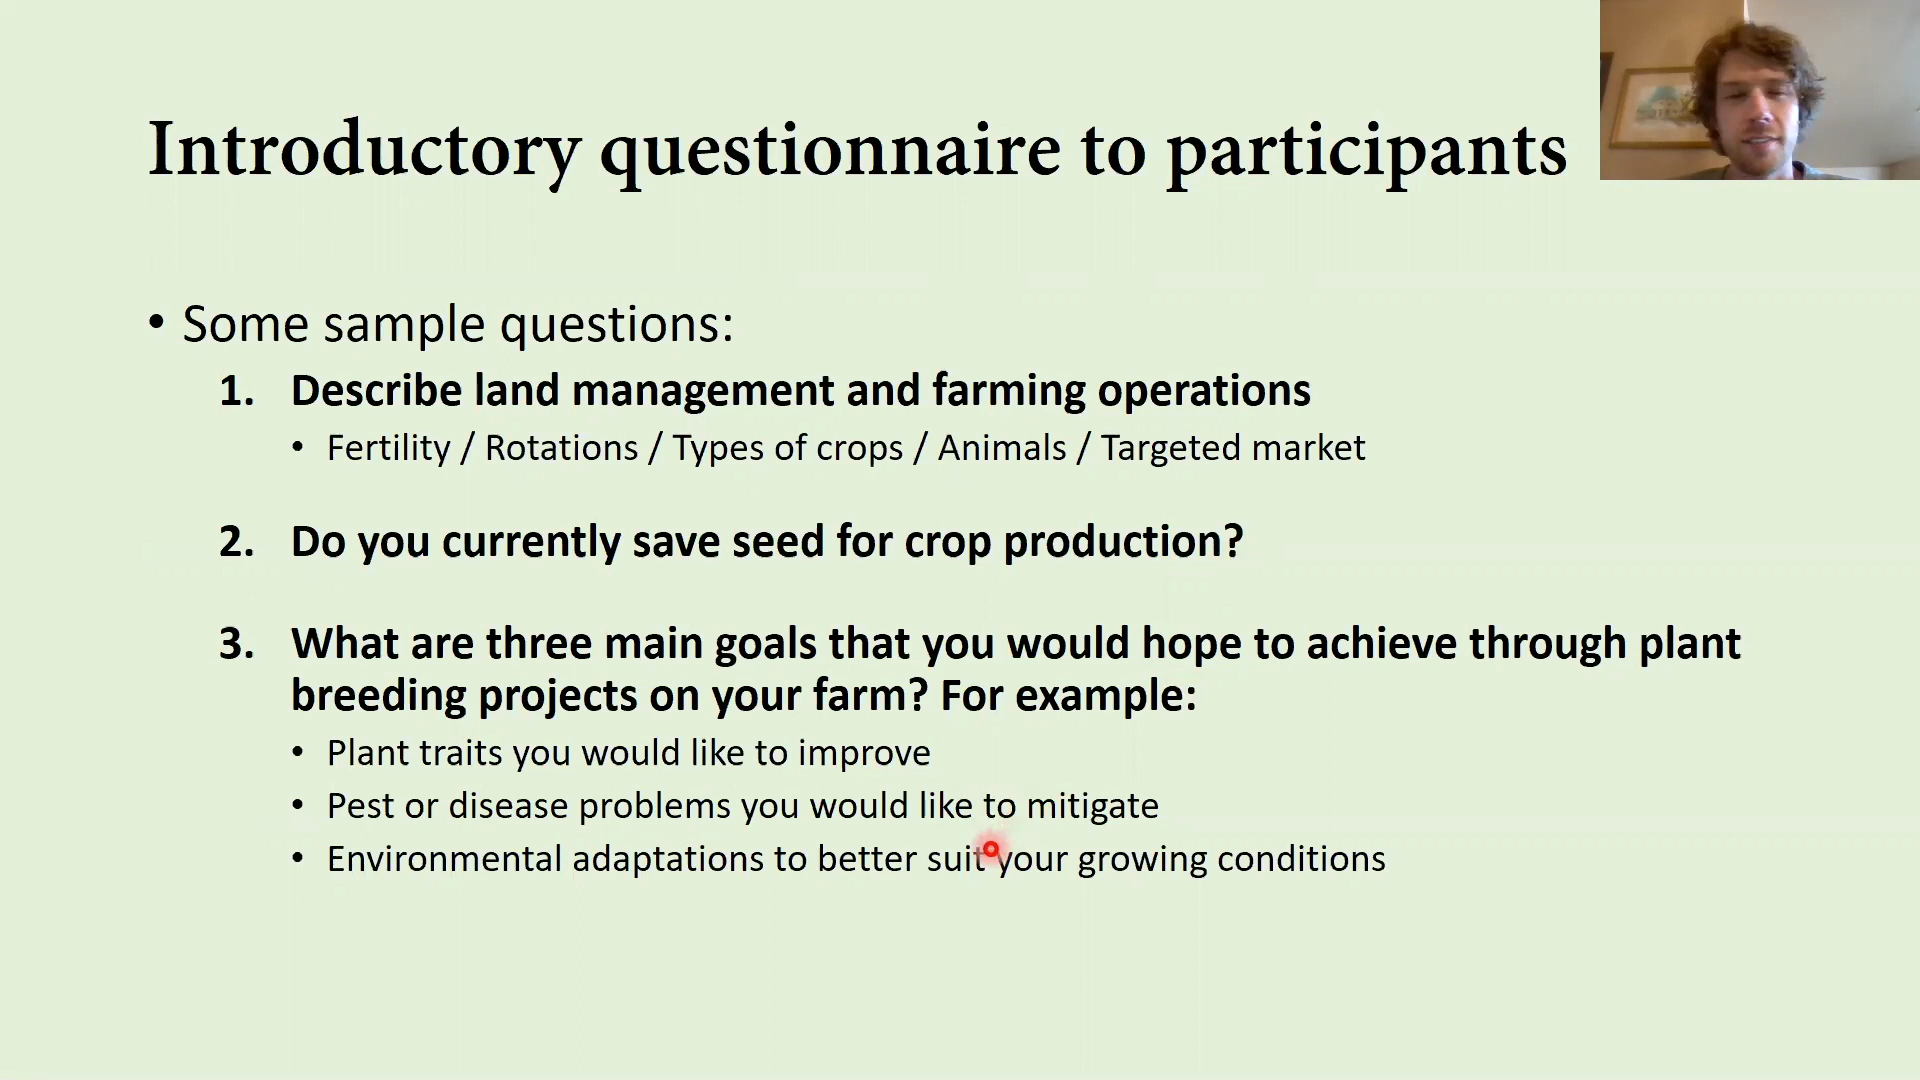 Introductory questionnaire to participants
• Some sample questions:
1. Describe land management and farming operations
• Fertility / Rotations / Types of crops / Animals / Targeted market
2. Do you currently save seed for crop production?
3. What are three main goals that you would hope to achieve through plant
breeding projects on your farm? For example:
• Plant traits you would like to improve
• Pest or disease problems you would like to mitigate
• Environmental adaptations to better suit your growing conditions